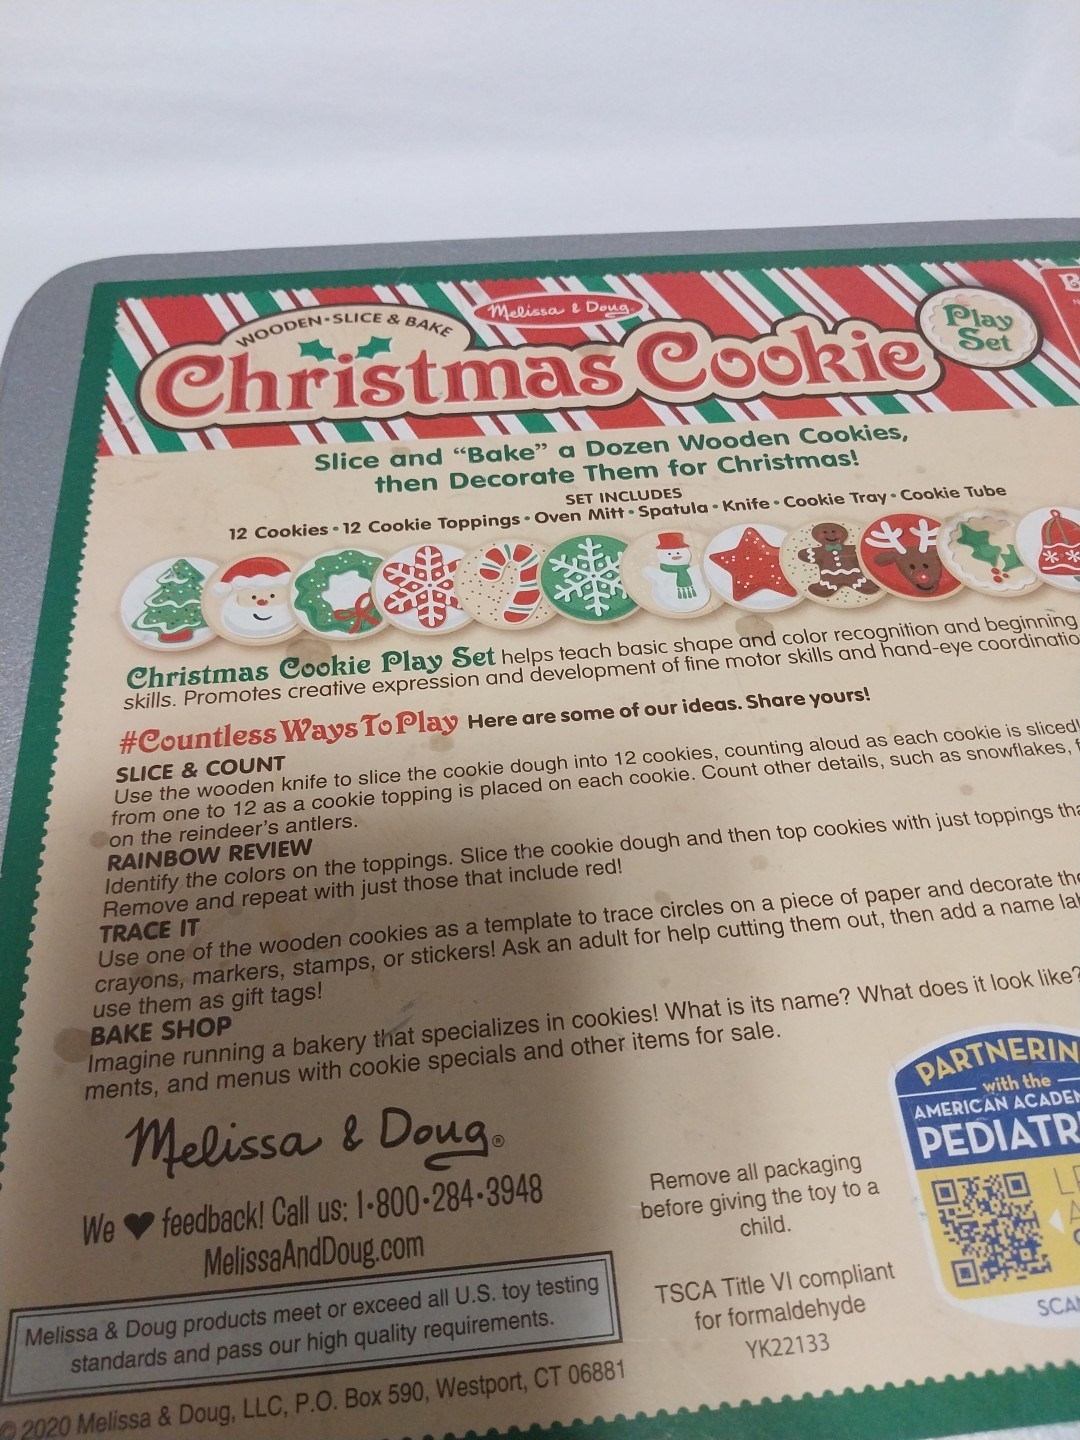 WOODEN • SLICE & BAKE
Melissa & Doug
Christmas Cookie
Play
Set
Slice and “Bake” a Dozen Wooden Cookies,
then Decorate Them for Christmas!
SET INCLUDES
12 Cookies • 12 Cookie Toppings • Oven Mitt • Spatula • Knife • Cookie Tray • Cookie Tube
Christmas Cookie Play Set helps teach basic shape and color recognition and beginning
skills. Promotes creative expression and development of fine motor skills and hand-eye coordinatio
#CountlessWaysToPlay Here are some of our ideas. Share yours!
SLICE & COUNT
Use the wooden knife to slice the cookie dough into 12 cookies, counting aloud as each cookie is sliced!
from one to 12 as a cookie topping is placed on each cookie. Count other details, such as snowflakes,
on the reindeer’s antlers.
RAINBOW REVIEW
Identify the colors on the toppings. Slice the cookie dough and then top cookies with just toppings tha
Remove and repeat with just those that include red!
TRACE IT
Use one of the wooden cookies as a template to trace circles on a piece of paper and decorate the
crayons, markers, stamps, or stickers! Ask an adult for help cutting them out, then add a name la
use them as gift tags!
BAKE SHOP
Imagine running a bakery that specializes in cookies! What is its name? What does it look like?
ments, and menus with cookie specials and other items for sale.
Melissa & Doug®
We ♥ feedback! Call us: 1-800-284-3948
MelissaAndDoug.com
Melissa & Doug products meet or exceed all U.S. toy testing
standards and pass our high quality requirements.
© 2020 Melissa & Doug, LLC, P.O. Box 590, Westport, CT 06881
Remove all packaging
before giving the toy to a
child.
TSCA Title VI compliant
for formaldehyde
YK22133
PARTNERIN
with the
AMERICAN ACADEM
PEDIATR
SCA